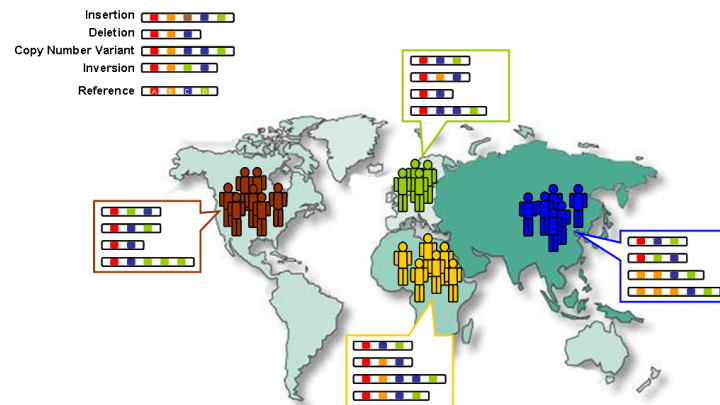 Insertion
Deletion
Copy Number Variant
Inversion
Reference A B C D